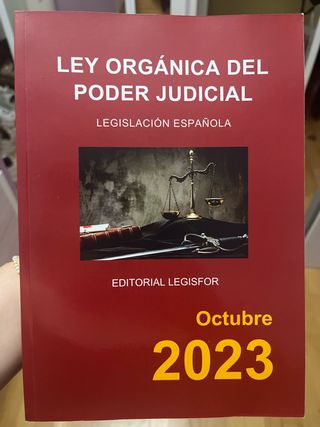 LEY ORGÁNICA DEL
PODER JUDICIAL
LEGISLACIÓN ESPAÑOLA
EDITORIAL LEGISFOR
Octubre
2023